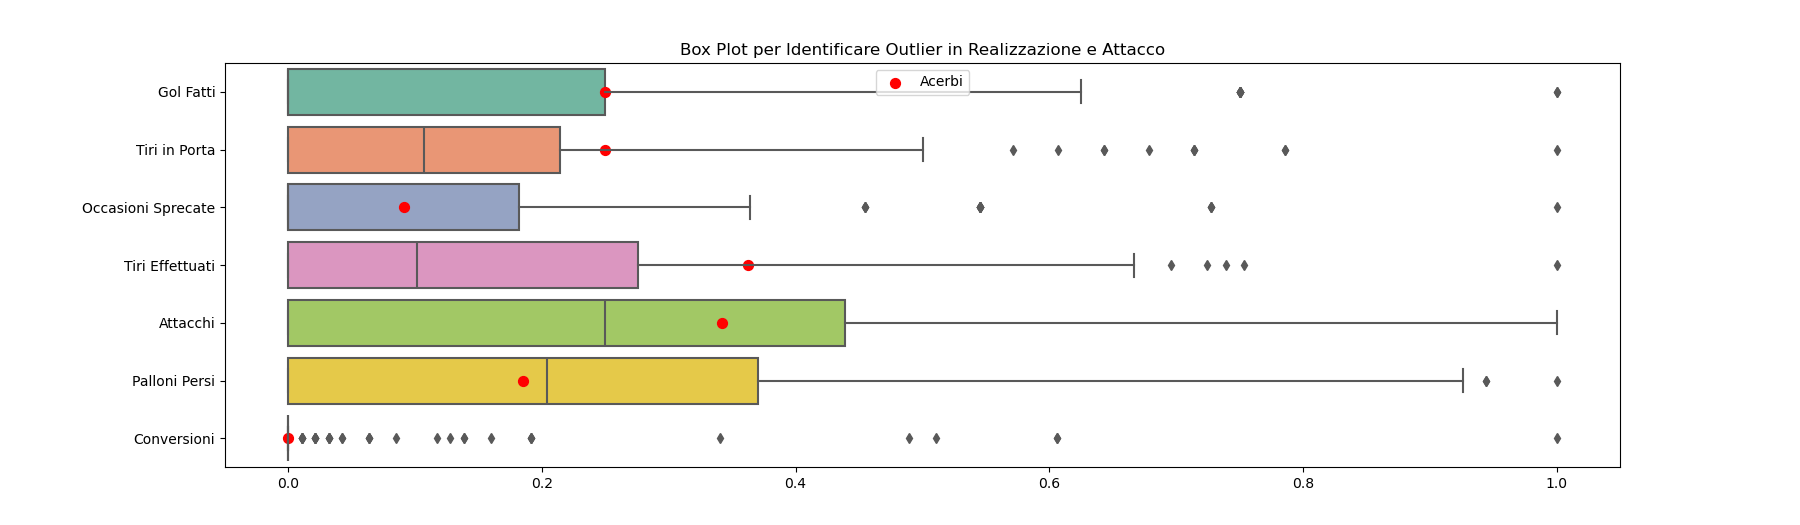 Box Plot per Identificare Outlier in Realizzazione e Attacco
Acerbi
Gol Fatti
Tiri in Porta
Occasioni Sprecate
Tiri Effettuati
Attacchi
Palloni Persi
Conversioni
0.0 0.2 0.4 0.6 0.8 1.0